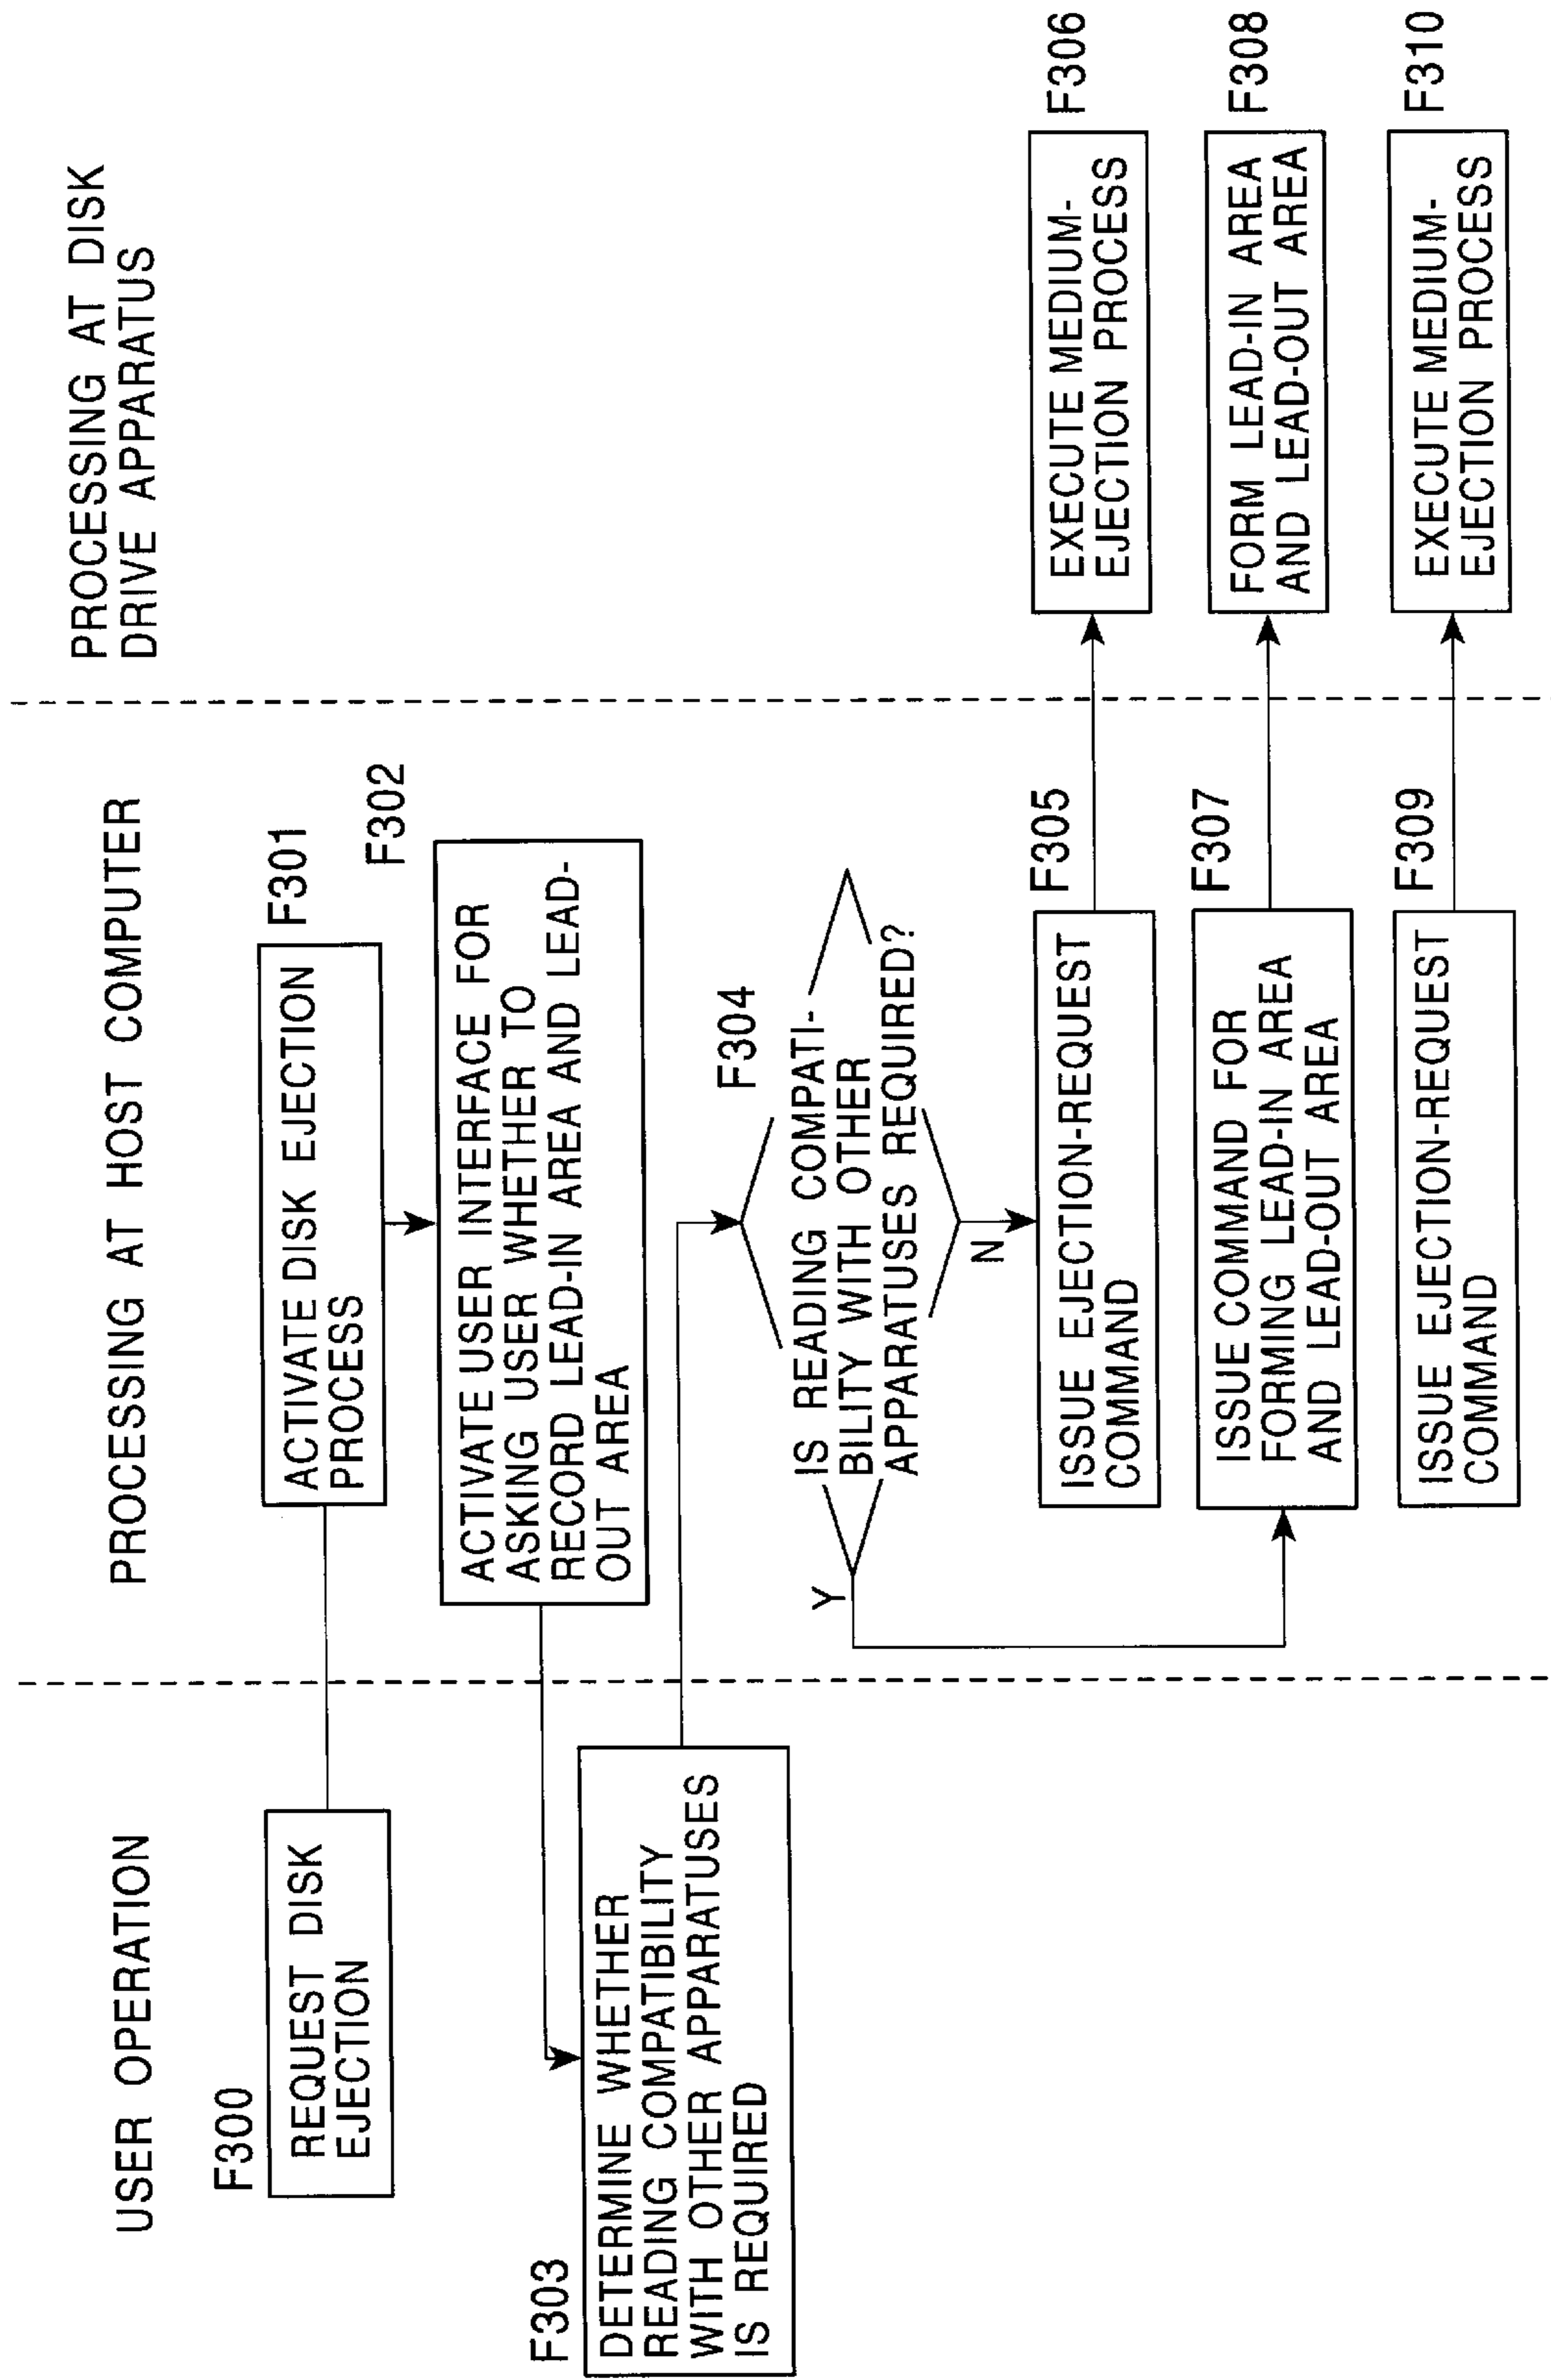 USER OPERATION
PROCESSING AT HOST COMPUTER
PROCESSING AT DISK
DRIVE APPARATUS
F300
REQUEST DISK
EJECTION
F301
ACTIVATE DISK EJECTION
PROCESS
F302
ACTIVATE USER INTERFACE FOR
ASKING USER WHETHER TO
RECORD LEAD-IN AREA AND LEAD-
OUT AREA
F303
DETERMINE WHETHER
READING COMPATIBILITY
WITH OTHER APPARATUSES
IS REQUIRED
F304
IS READING COMPATI-
BILITY WITH OTHER
APPARATUSES REQUIRED?
Y
N
F305
ISSUE EJECTION-REQUEST
COMMAND
F306
EXECUTE MEDIUM-
EJECTION PROCESS
F307
ISSUE COMMAND FOR
FORMING LEAD-IN AREA
AND LEAD-OUT AREA
F308
FORM LEAD-IN AREA
AND LEAD-OUT AREA
F309
ISSUE EJECTION-REQUEST
COMMAND
F310
EXECUTE MEDIUM-
EJECTION PROCESS